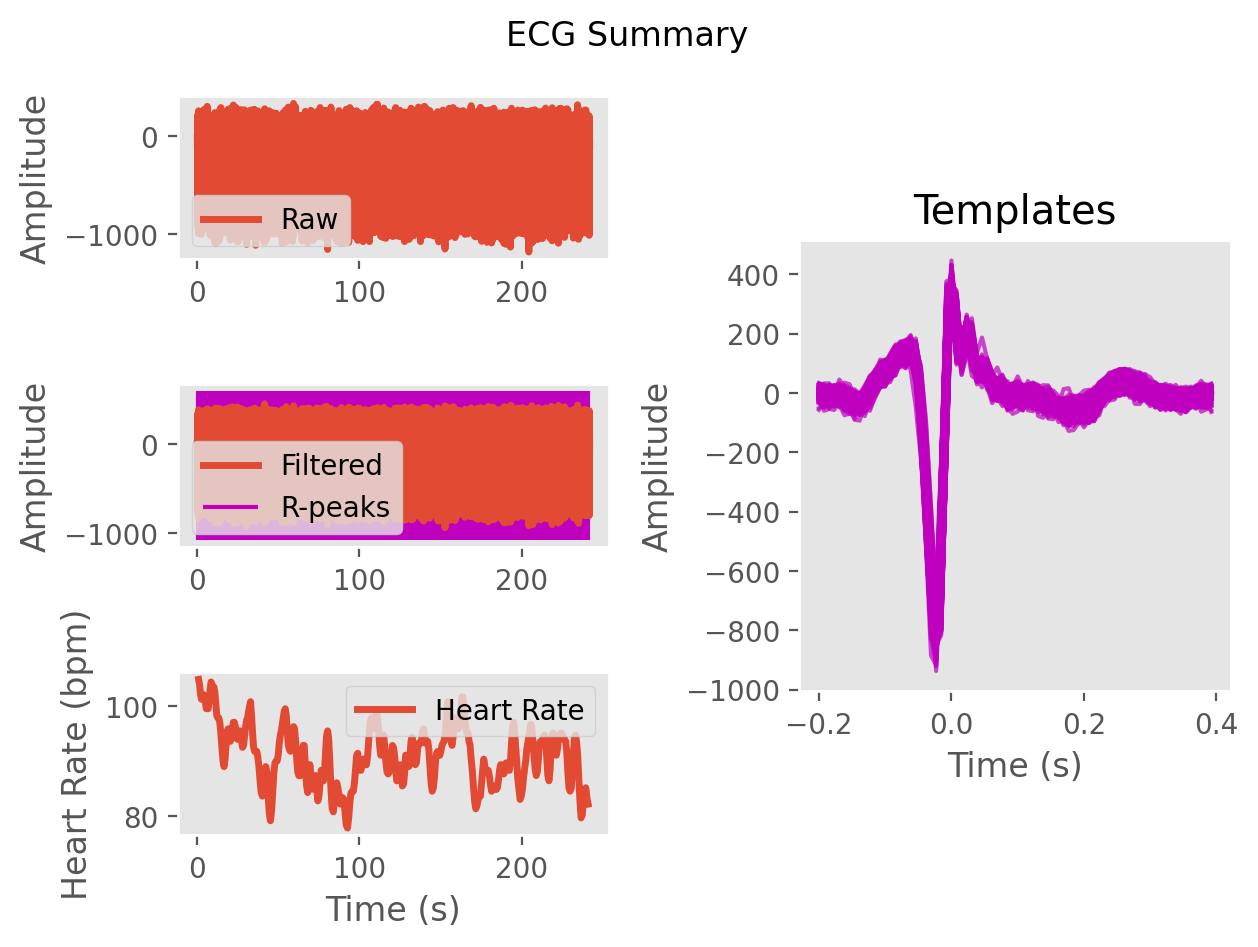 ECG Summary
Amplitude
0
−1000
Raw
0 100 200
Amplitude
0
−1000
Filtered
R-peaks
0 100 200
Heart Rate (bpm)
100
80
Heart Rate
0 100 200
Time (s)
Templates
Amplitude
400
200
0
−200
−400
−600
−800
−1000
−0.2 0.0 0.2 0.4
Time (s)